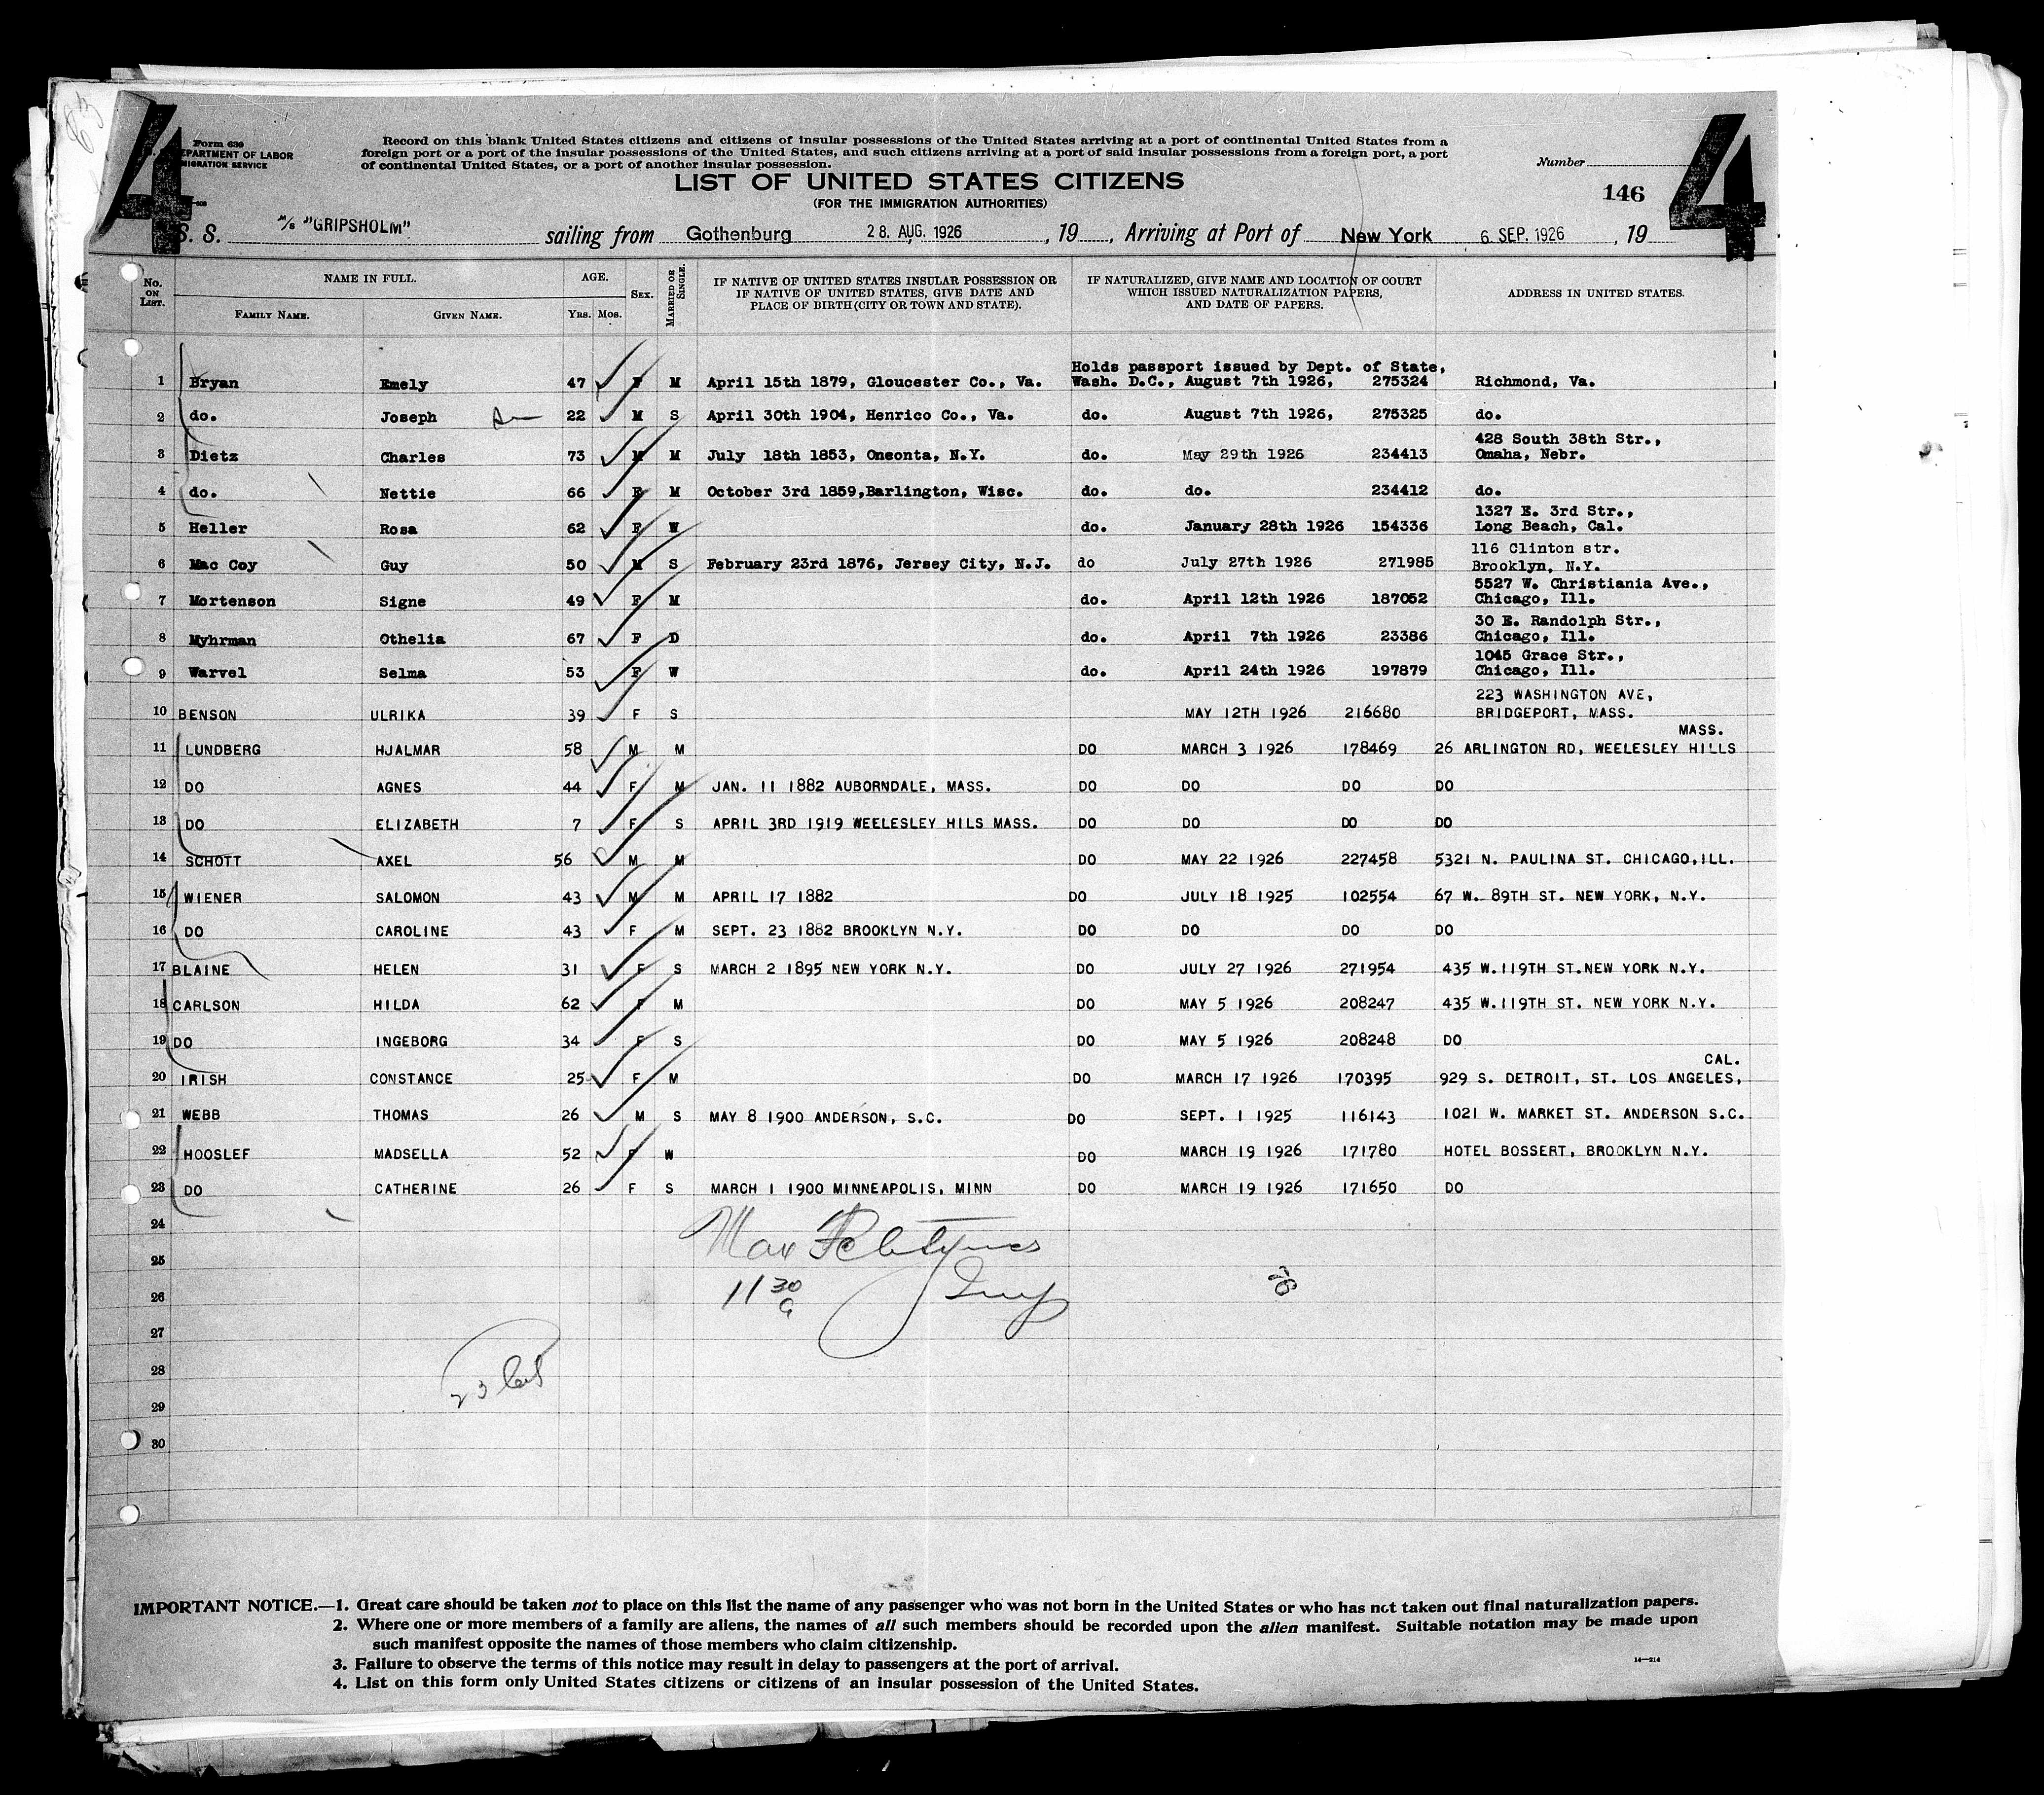 63
4
4
Form 630
EPARTMENT OF LABOR
MIGRATION SERVICE
Record on this blank United States citizens and citizens of insular possessions of the United States arriving at a port of continental United States from a
foreign port or a port of the insular possessions of the United States, and such citizens arriving at a port of said insular possessions from a foreign port, a port
of continental United States, or a port of another insular possession.
Number
LIST OF UNITED STATES CITIZENS
(FOR THE IMMIGRATION AUTHORITIES)
146
S. S. M/S "GRIPSHOLM" sailing from Gothenburg 28. AUG. 1926, 19 , Arriving at Port of New York 6. SEP. 1926, 19
No. ON LIST. NAME IN FULL. FAMILY NAME. GIVEN NAME. AGE. Yrs. Mos. SEX. MARRIED OR SINGLE. IF NATIVE OF UNITED STATES INSULAR POSSESSION OR IF NATIVE OF UNITED STATES, GIVE DATE AND PLACE OF BIRTH (CITY OR TOWN AND STATE). IF NATURALIZED, GIVE NAME AND LOCATION OF COURT WHICH ISSUED NATURALIZATION PAPERS, AND DATE OF PAPERS. ADDRESS IN UNITED STATES.
Holds passport issued by Dept. of State,
1 Bryan Emely 47 F M April 15th 1879, Gloucester Co., Va. Wash. D.C., August 7th 1926, 275324 Richmond, Va.
2 do. Joseph 22 M S April 30th 1904, Henrico Co., Va. do. August 7th 1926, 275325 do.
428 South 38th Str.,
3 Dietz Charles 73 M M July 18th 1853, Oneonta, N.Y. do. May 29th 1926 234413 Omaha, Nebr.
4 do. Nettie 66 F M October 3rd 1859,Barlington, Wisc. do. do. 234412 do.
1327 E. 3rd Str.,
5 Heller Rosa 62 F W do. January 28th 1926 154336 Long Beach, Cal.
116 Clinton str.
6 Mac Coy Guy 50 M S February 23rd 1876, Jersey City, N.J. do July 27th 1926 271985 Brooklyn, N.Y.
5527 W. Christiania Ave.,
7 Mortenson Signe 49 F M do. April 12th 1926 187052 Chicago, Ill.
30 E. Randolph Str.,
8 Myhrman Othelia 67 F D do. April 7th 1926 23386 Chicago, Ill.
1045 Grace Str.,
9 Warvel Selma 53 F W do. April 24th 1926 197879 Chicago, Ill.
223 WASHINGTON AVE,
10 BENSON ULRIKA 39 F S MAY 12TH 1926 216680 BRIDGEPORT, MASS.
MASS.
11 LUNDBERG HJALMAR 58 M M DO MARCH 3 1926 178469 26 ARLINGTON RD, WEELESLEY HILLS
12 DO AGNES 44 F M JAN. 11 1882 AUBORNDALE, MASS. DO DO DO DO
13 DO ELIZABETH 7 F S APRIL 3RD 1919 WEELESLEY HILS MASS. DO DO DO DO
14 SCHOTT AXEL 56 M M DO MAY 22 1926 227458 5321 N. PAULINA ST. CHICAGO,ILL.
15 WIENER SALOMON 43 M M APRIL 17 1882 DO JULY 18 1925 102554 67 W. 89TH ST. NEW YORK, N.Y.
16 DO CAROLINE 43 F M SEPT. 23 1882 BROOKLYN N.Y. DO DO DO DO
17 BLAINE HELEN 31 F S MARCH 2 1895 NEW YORK N.Y. DO JULY 27 1926 271954 435 W.119TH ST.NEW YORK N.Y.
18 CARLSON HILDA 62 F M DO MAY 5 1926 208247 435 W.119TH ST. NEW YORK N.Y.
19 DO INGEBORG 34 F S DO MAY 5 1926 208248 DO
CAL.
20 IRISH CONSTANCE 25 F M DO MARCH 17 1926 170395 929 S. DETROIT, ST. LOS ANGELES,
21 WEBB THOMAS 26 M S MAY 8 1900 ANDERSON, S.C. DO SEPT. 1 1925 116143 1021 W. MARKET ST. ANDERSON S.C.
22 HOOSLEF MADSELLA 52 F W DO MARCH 19 1926 171780 HOTEL BOSSERT, BROOKLYN N.Y.
23 DO CATHERINE 26 F S MARCH 1 1900 MINNEAPOLIS, MINN DO MARCH 19 1926 171650 DO
24
Max
25
11 30 a Insp
26
27
28
23
29
30
IMPORTANT NOTICE.—1. Great care should be taken not to place on this list the name of any passenger who was not born in the United States or who has not taken out final naturalization papers.
2. Where one or more members of a family are aliens, the names of all such members should be recorded upon the alien manifest. Suitable notation may be made upon
such manifest opposite the names of those members who claim citizenship.
3. Failure to observe the terms of this notice may result in delay to passengers at the port of arrival.
14—214
4. List on this form only United States citizens or citizens of an insular possession of the United States.